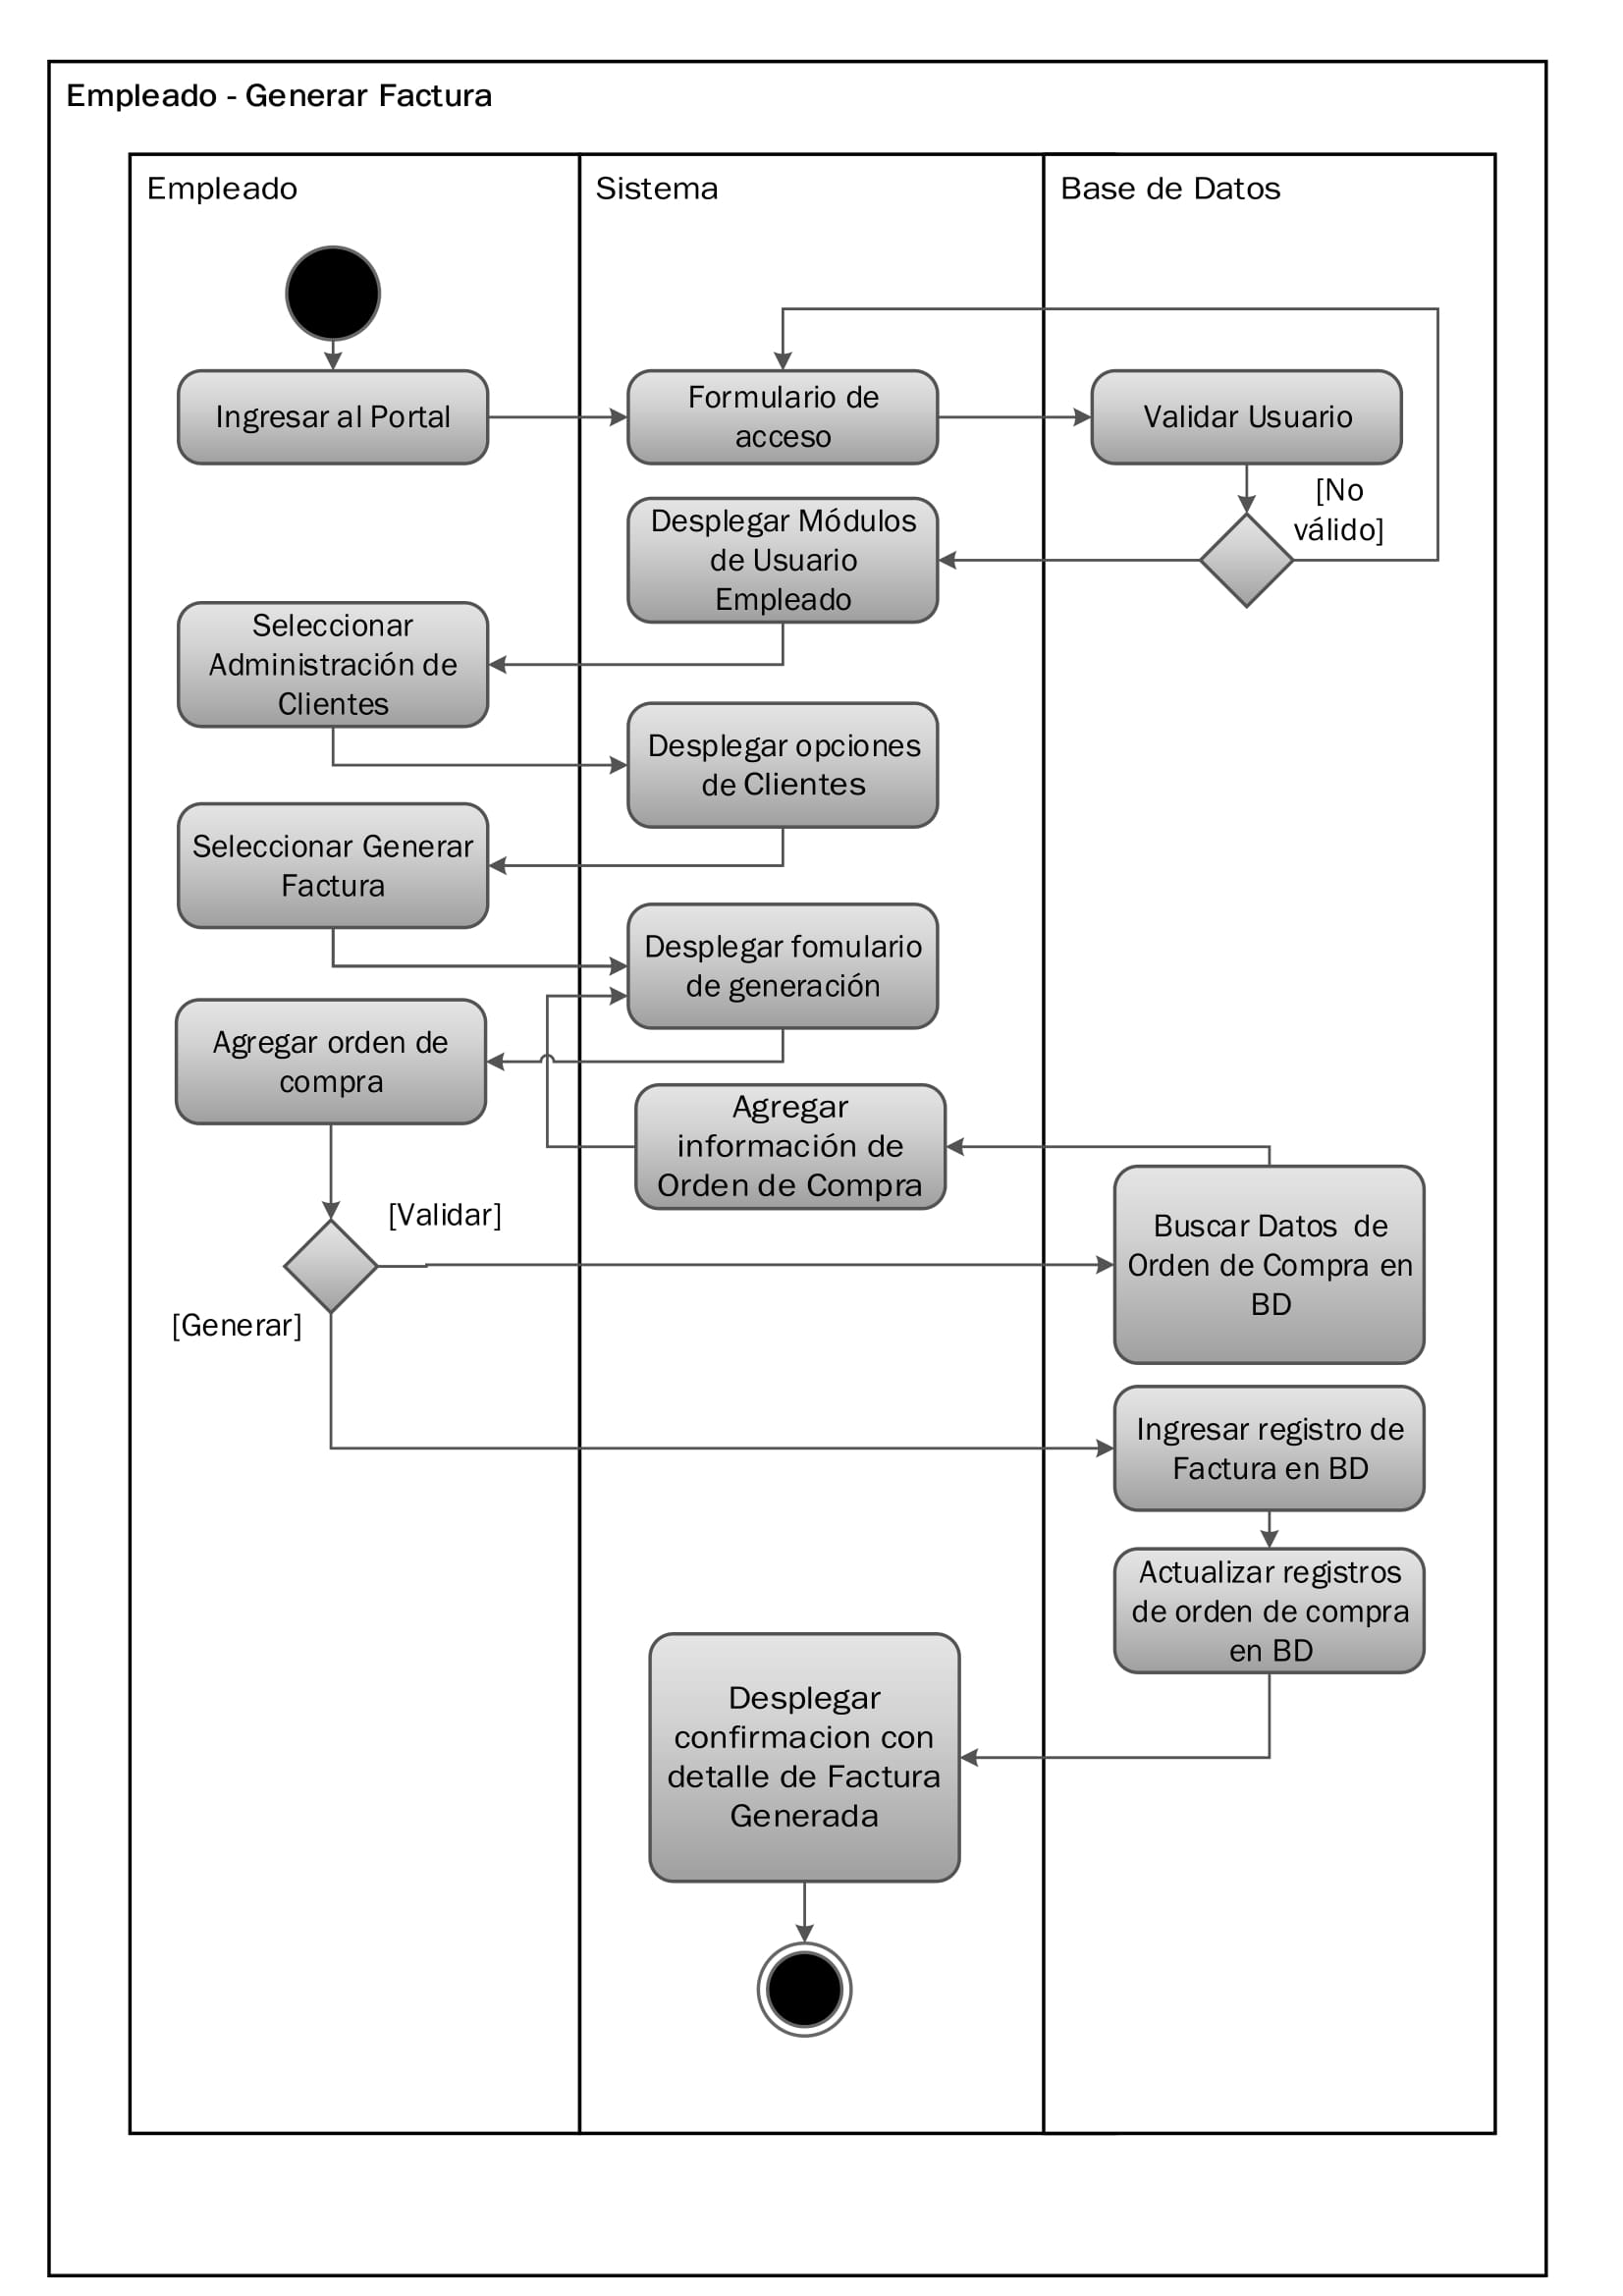 Empleado - Generar Factura
Empleado
Sistema
Base de Datos
Ingresar al Portal
Formulario de
acceso
Validar Usuario
[No
válido]
Desplegar Módulos
de Usuario
Empleado
Seleccionar
Administración de
Clientes
Desplegar opciones
de Clientes
Seleccionar Generar
Factura
Desplegar fomulario
de generación
Agregar orden de
compra
Agregar
información de
Orden de Compra
[Validar]
Buscar Datos  de
Orden de Compra en
BD
[Generar]
Ingresar registro de
Factura en BD
Actualizar registros
de orden de compra
en BD
Desplegar
confirmacion con
detalle de Factura
Generada